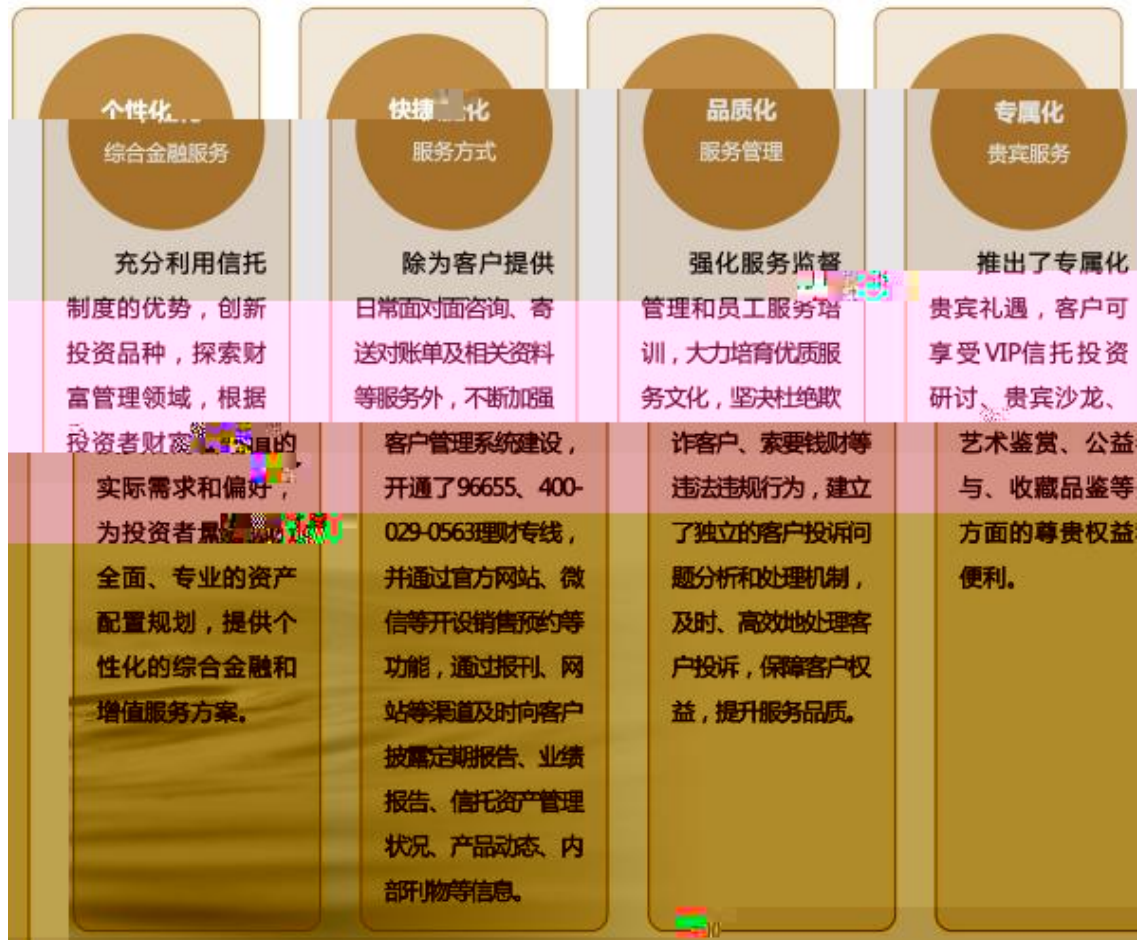 个性化
综合金融服务
充分利用信托
制度的优势，创新
投资品种，探索财
富管理领域，根据
投资者财富
的
实际需求和偏好，
为投资者量
全面、专业的资产
配置规划，提供个
性化的综合金融和
增值服务方案。
快捷 化
服务方式
除为客户提供
日常面对面咨询、寄
送对账单及相关资料
等服务外，不断加强
客户管理系统建设，
开通了96655、400-
029-0563理财专线，
并通过官方网站、微
信等开设销售预约等
功能，通过报刊、网
站等渠道及时向客户
披露定期报告、业绩
报告、信托资产管理
状况、产品动态、内
部刊物等信息。
品质化
服务管理
强化服务监督
管理和员工服务培
训，大力培育优质服
务文化，坚决杜绝欺
诈客户、索要钱财等
违法违规行为，建立
了独立的客户投诉问
题分析和处理机制，
及时、高效地处理客
户投诉，保障客户权
益，提升服务品质。
专属化
贵宾服务
推出了专属化
贵宾礼遇，客户可
享受VIP信托投资
研讨、贵宾沙龙、
艺术鉴赏、公益
与、收藏品鉴等
方面的尊贵权益
便利。